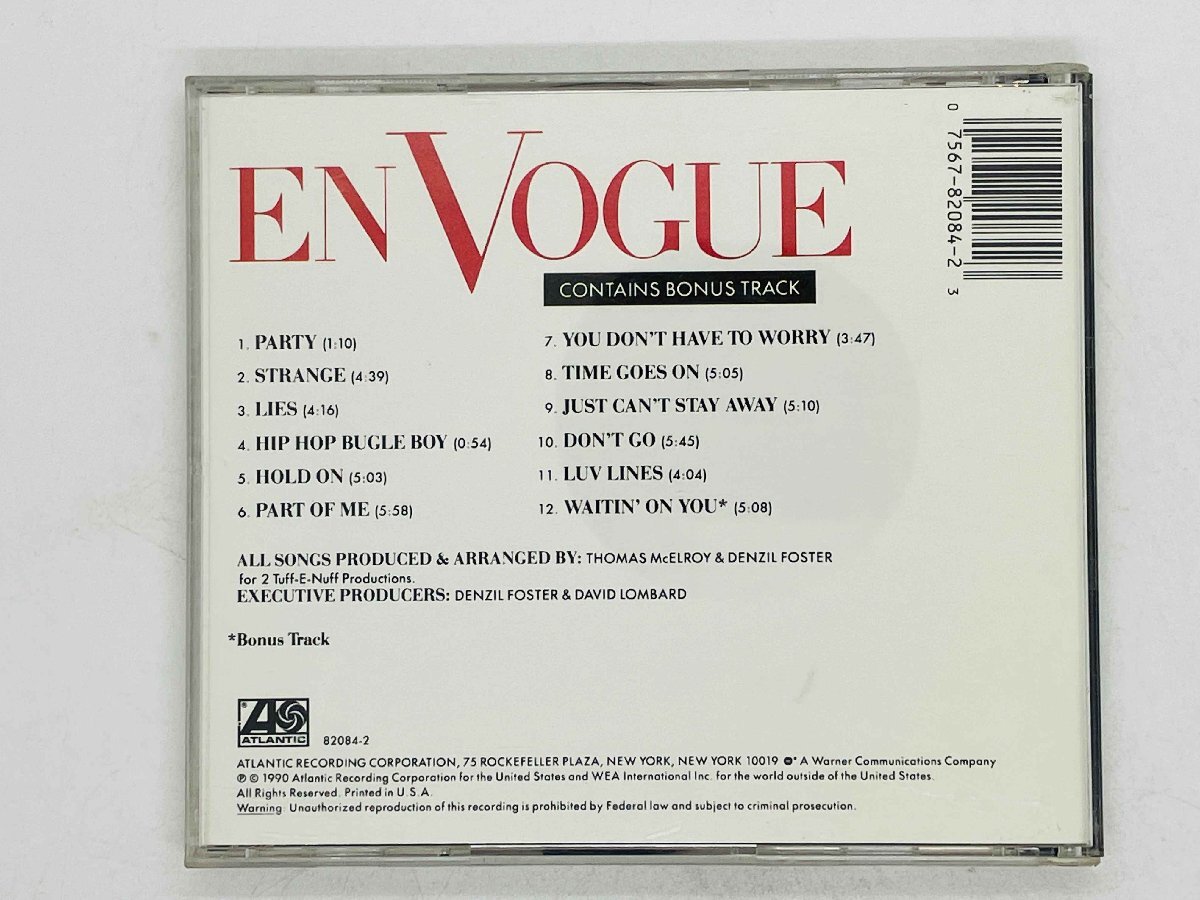 EN VOGUE
CONTAINS BONUS TRACK
0 7567-82084-2 3
1. PARTY (1:10)
2. STRANGE (4:39)
3. LIES (4:16)
4. HIP HOP BUGLE BOY (0:54)
5. HOLD ON (5:03)
6. PART OF ME (5:58)
7. YOU DON'T HAVE TO WORRY (3:47)
8. TIME GOES ON (5:05)
9. JUST CAN'T STAY AWAY (5:10)
10. DON'T GO (5:45)
11. LUV LINES (4:04)
12. WAITIN' ON YOU* (5:08)
ALL SONGS PRODUCED & ARRANGED BY: THOMAS McELROY & DENZIL FOSTER
for 2 Tuff-E-Nuff Productions.
EXECUTIVE PRODUCERS: DENZIL FOSTER & DAVID LOMBARD
*Bonus Track
ATLANTIC
®
82084-2
ATLANTIC RECORDING CORPORATION, 75 ROCKEFELLER PLAZA, NEW YORK, NEW YORK 10019 A Warner Communications Company
℗ © 1990 Atlantic Recording Corporation for the United States and WEA International Inc. for the world outside of the United States.
All Rights Reserved. Printed in U.S.A.
Warning: Unauthorized reproduction of this recording is prohibited by Federal law and subject to criminal prosecution.